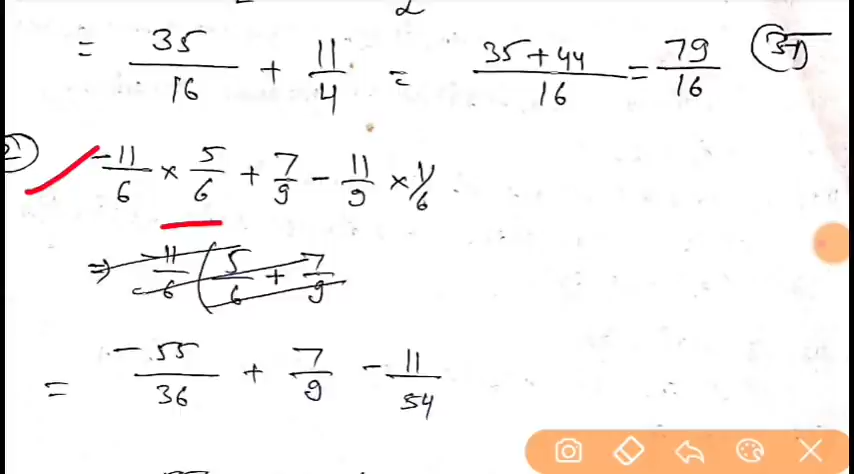 = 35/16 + 11/4 = (35+44)/16 = 79/16
-11/6 × 5/6 + 7/9 - 11/9 × 1/6
⇒ -11/6 (5/6 + 7/9
= -55/36 + 7/9 - 11/54